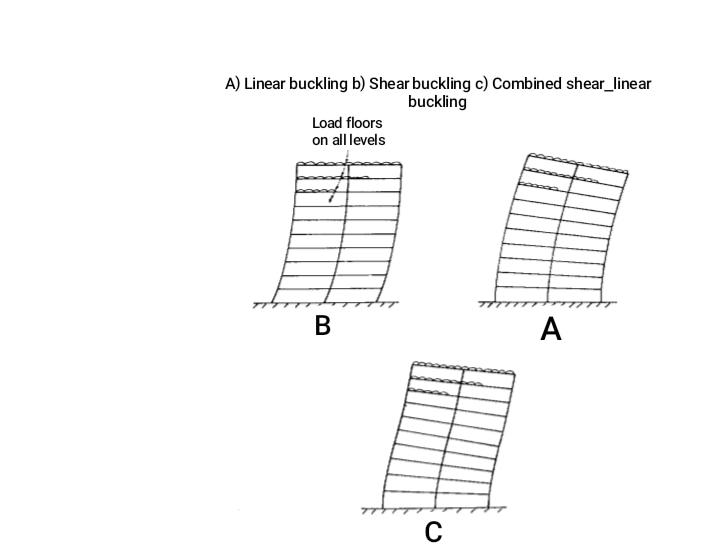 A) Linear buckling b) Shear buckling c) Combined shear_linear
buckling
Load floors
on all levels
B
A
C